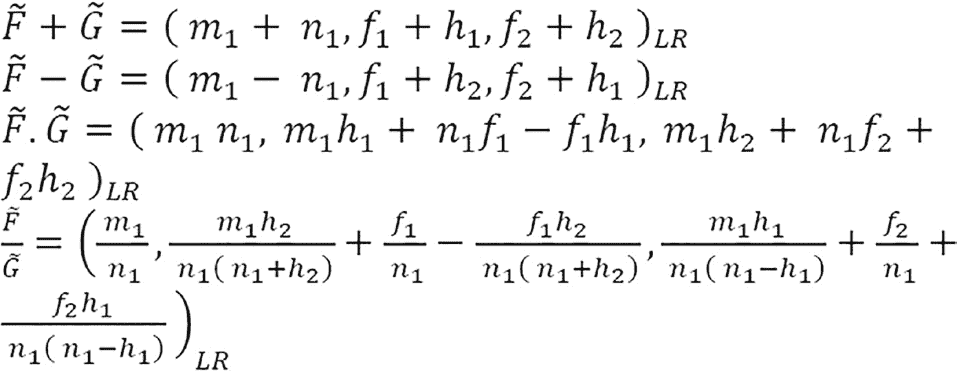 F̃ + G̃ = ( m₁ + n₁, f₁ + h₁, f₂ + h₂ )_LR
F̃ − G̃ = ( m₁ − n₁, f₁ + h₂, f₂ + h₁ )_LR
F̃ . G̃ = ( m₁ n₁, m₁h₁ + n₁f₁ − f₁h₁, m₁h₂ + n₁f₂ +
f₂h₂ )_LR
F̃/G̃ = ( m₁/n₁, m₁h₂/n₁( n₁+h₂) + f₁/n₁ − f₁h₂/n₁( n₁+h₂), m₁h₁/n₁( n₁−h₁) + f₂/n₁ +
f₂h₁/n₁( n₁−h₁) )_LR